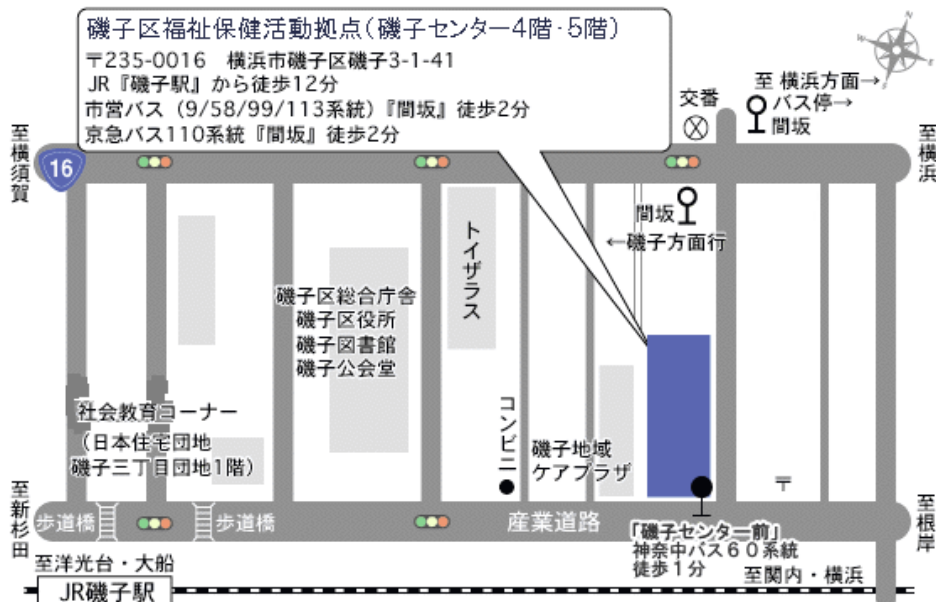 磯子区福祉保健活動拠点(磯子センター4階・5階)
〒235-0016　横浜市磯子区磯子3-1-41
JR『磯子駅』から徒歩12分
市営バス（9/58/99/113系統）『間坂』徒歩2分
京急バス110系統『間坂』徒歩2分
N
W
E
S
至 横浜方面→
バス停→
間坂
交番
至横須賀
16
至横浜
間坂
←磯子方面行
トイザラス
磯子区総合庁舎
磯子区役所
磯子図書館
磯子公会堂
社会教育コーナー
（日本住宅団地
磯子三丁目団地1階）
コンビニ
磯子地域
ケアプラザ
〒
至新杉田
歩道橋
歩道橋
産業道路
至根岸
「磯子センター前」
神奈中バス６０系統
徒歩１分
至洋光台・大船
至関内・横浜
JR磯子駅